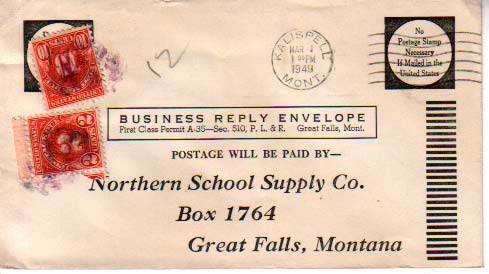 KALISPELL
MAR
PM
1949
MONT.
No
Postage Stamp
Necessary
If Mailed in the
United States
12
BUSINESS REPLY ENVELOPE
First Class Permit A-35—Sec. 510, P. L. & R. Great Falls, Mont.
POSTAGE WILL BE PAID BY—
Northern School Supply Co.
Box 1764
Great Falls, Montana